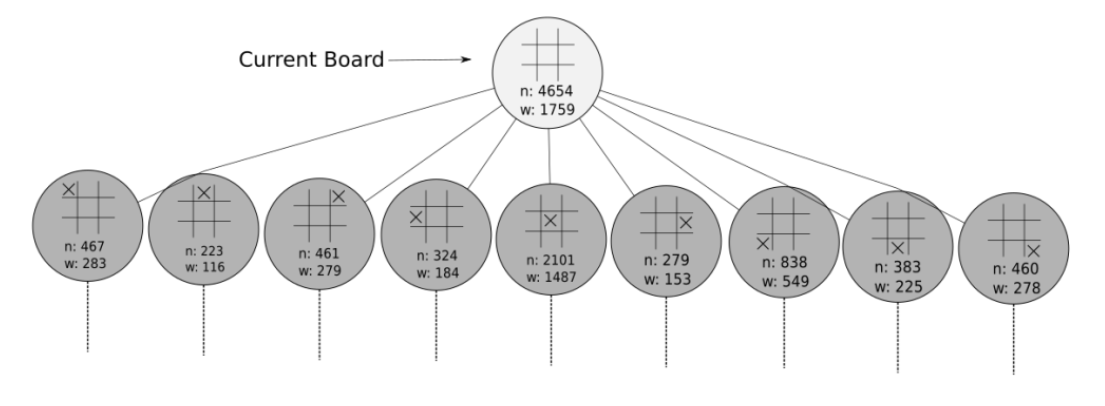 Current Board
n: 4654
w: 1759
n: 467
w: 283
n: 223
w: 116
n: 461
w: 279
n: 324
w: 184
n: 2101
w: 1487
n: 279
w: 153
n: 838
w: 549
n: 383
w: 225
n: 460
w: 278